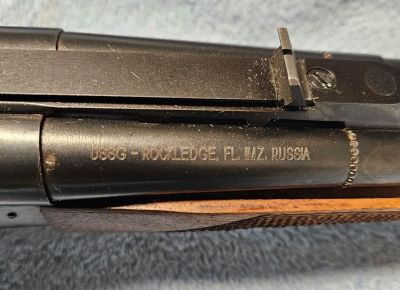 USSG - ROCKLEDGE, FL. IMZ. RUSSIA